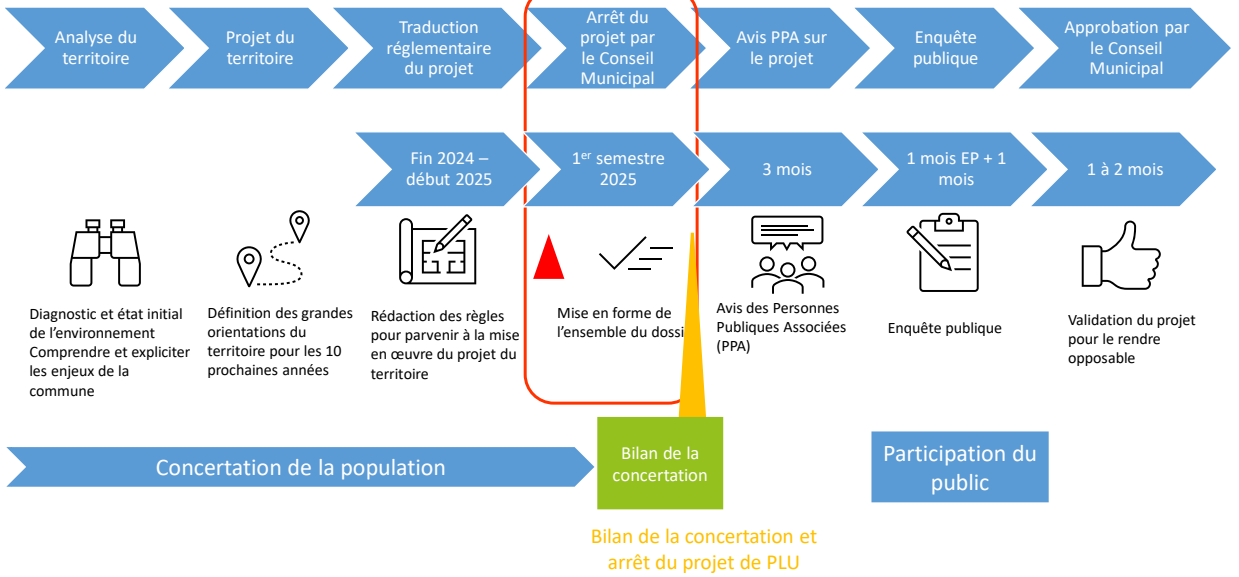 Analyse du
territoire
Projet du
territoire
Traduction
réglementaire
du projet
Arrêt du
projet par
le Conseil
Municipal
Avis PPA sur
le projet
Enquête
publique
Approbation par
le Conseil
Municipal
Fin 2024 –
début 2025
1er semestre
2025
3 mois
1 mois EP + 1
mois
1 à 2 mois
Diagnostic et état initial
de l’environnement
Comprendre et expliciter
les enjeux de la
commune
Définition des grandes
orientations du
territoire pour les 10
prochaines années
Rédaction des règles
pour parvenir à la mise
en œuvre du projet du
territoire
Mise en forme de
l’ensemble du dossi
Avis des Personnes
Publiques Associées
(PPA)
Enquête publique
Validation du projet
pour le rendre
opposable
Concertation de la population
Bilan de la
concertation
Participation du
public
Bilan de la concertation et
arrêt du projet de PLU